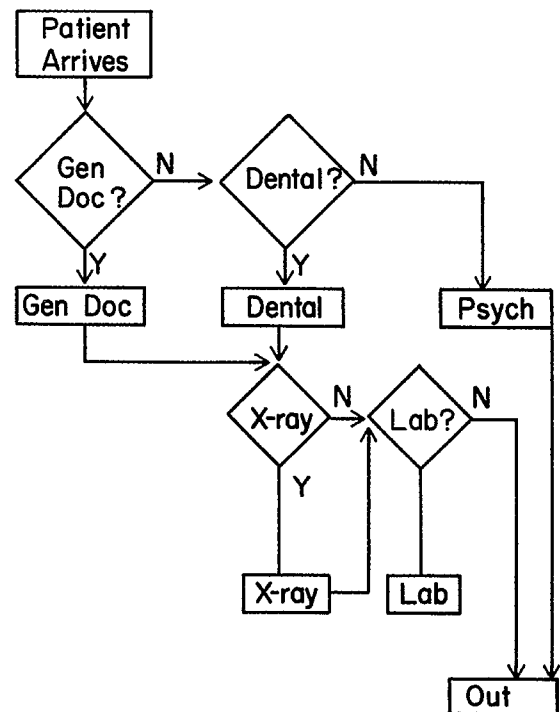 Patient
Arrives
Gen
Doc?
N
Dental?
N
Y
Y
Gen Doc
Dental
Psych
X-ray
N
Lab?
N
Y
X-ray
Lab
Out